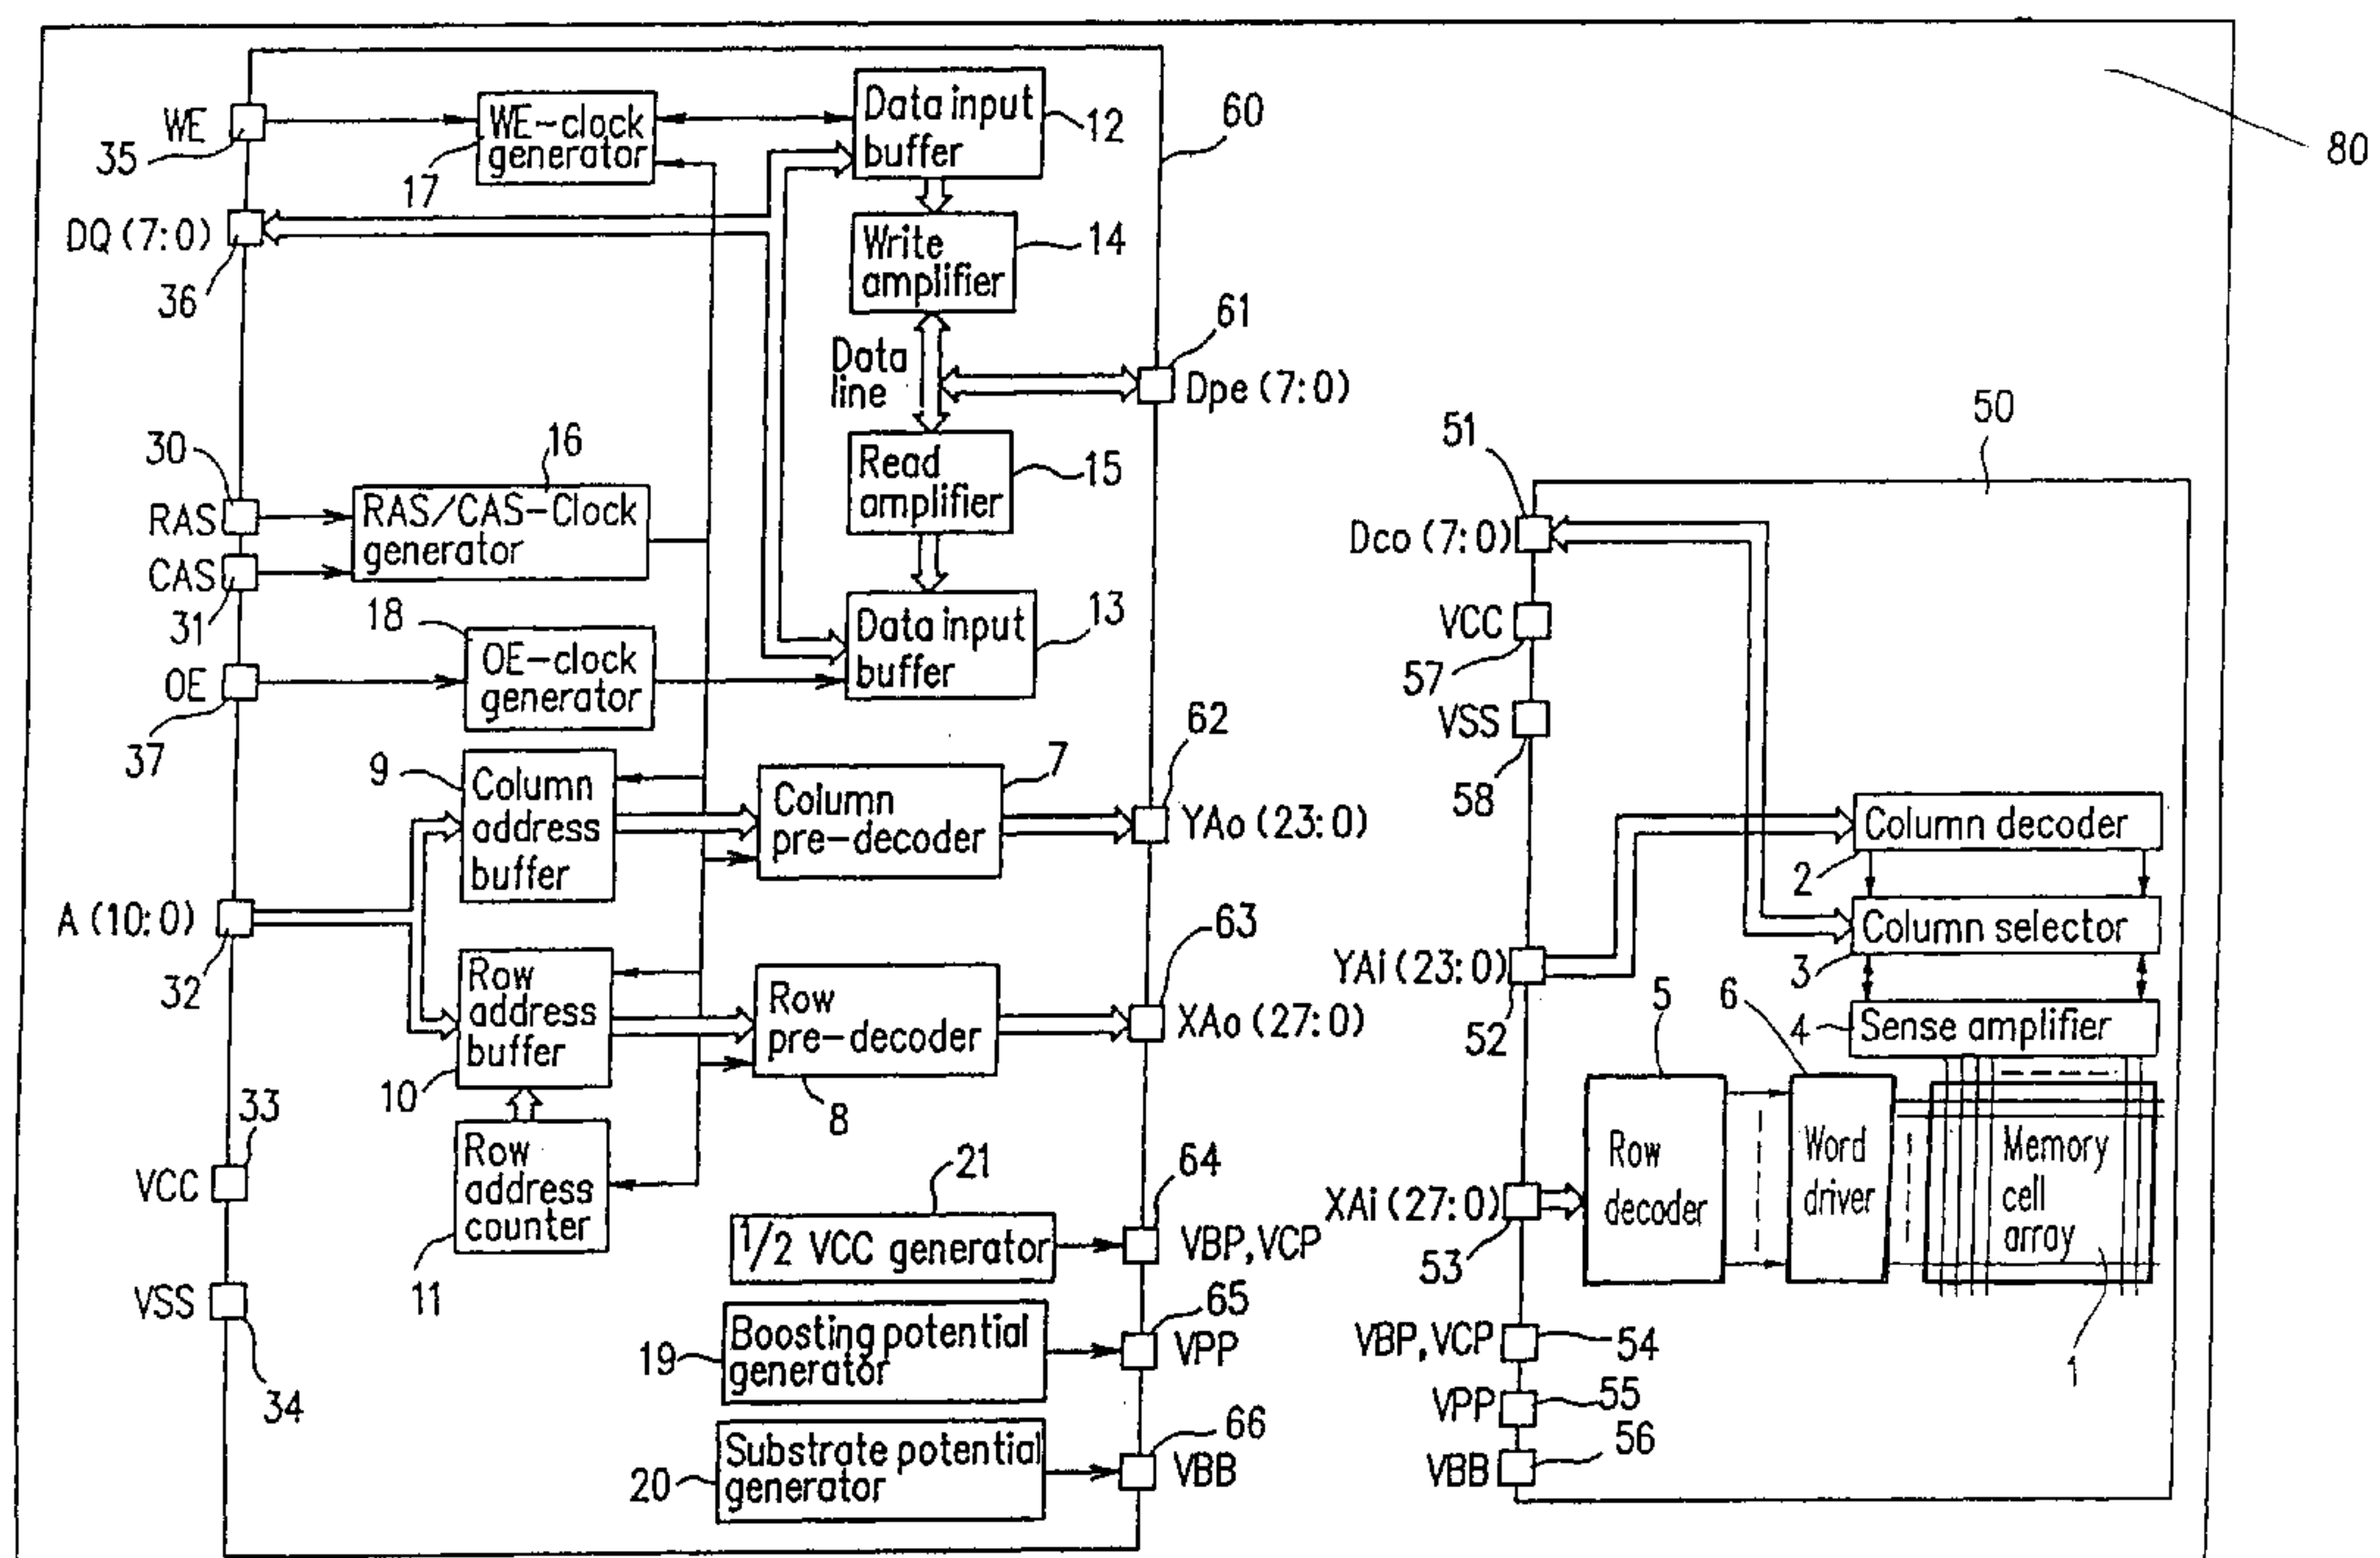 WE
35
WE-clock
generator
17
Data input
buffer
12
60
80
DQ (7:0)
36
Write
amplifier
14
Data
line
61
Dpe (7:0)
30
RAS
CAS
31
16
RAS/CAS-Clock
generator
Read
amplifier
15
18
OE
37
OE-clock
generator
Data input
buffer
13
9
Column
address
buffer
7
Column
pre-decoder
62
YAo (23:0)
A (10:0)
32
Row
address
buffer
10
Row
pre-decoder
8
63
XAo (27:0)
33
VCC
Row
address
counter
11
VSS
34
21
1/2 VCC generator
64
VBP,VCP
19
Boosting potential
generator
65
VPP
20
Substrate potential
generator
66
VBB
50
51
Dco (7:0)
VCC
57
VSS
58
Column decoder
2
Column selector
3
YAi (23:0)
52
4
Sense amplifier
5
6
Row
decoder
Word
driver
Memory
cell
array
1
XAi (27:0)
53
VBP,VCP
54
VPP
55
VBB
56